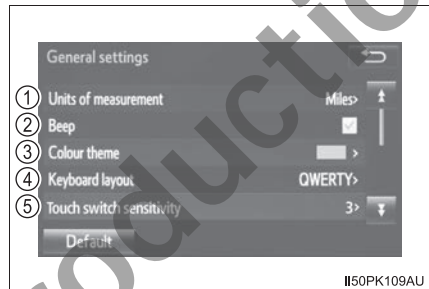 General settings
① Units of measurement Miles>
② Beep
③ Colour theme >
④ Keyboard layout QWERTY>
⑤ Touch switch sensitivity 3>
Default
II50PK109AU